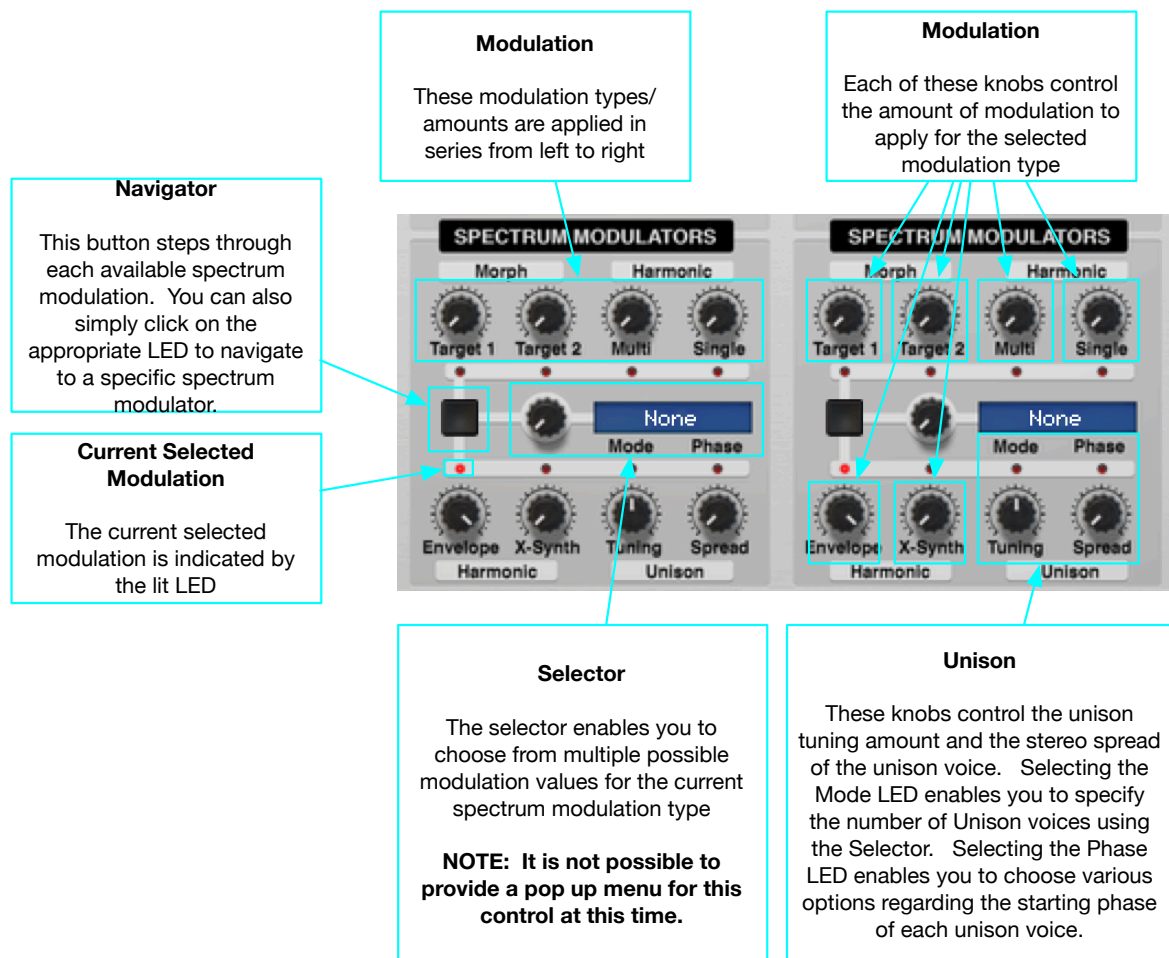 Modulation
These modulation types/
amounts are applied in
series from left to right
Modulation
Each of these knobs control
the amount of modulation to
apply for the selected
modulation type
Navigator
This button steps through
each available spectrum
modulation.  You can also
simply click on the
appropriate LED to navigate
to a specific spectrum
modulator.
Current Selected
Modulation
The current selected
modulation is indicated by
the lit LED
SPECTRUM MODULATORS
Morph Harmonic
Target 1 Target 2 Multi Single
None
Mode Phase
Envelope X-Synth Tuning Spread
Harmonic Unison
SPECTRUM MODULATORS
Morph Harmonic
Target 1 Target 2 Multi Single
None
Mode Phase
Envelope X-Synth Tuning Spread
Harmonic Unison
Selector
The selector enables you to
choose from multiple possible
modulation values for the current
spectrum modulation type
NOTE:  It is not possible to
provide a pop up menu for this
control at this time.
Unison
These knobs control the unison
tuning amount and the stereo spread
of the unison voice.   Selecting the
Mode LED enables you to specify
the number of Unison voices using
the Selector.   Selecting the Phase
LED enables you to choose various
options regarding the starting phase
of each unison voice.